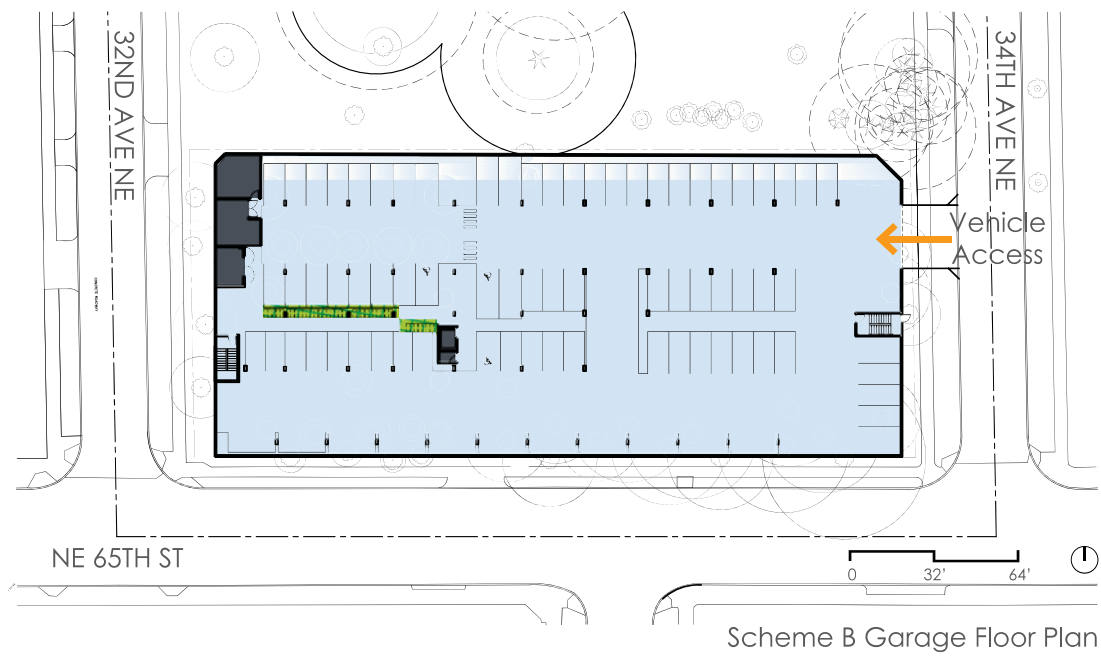 32ND AVE NE
34TH AVE NE
Vehicle
Access
NE 65TH ST
0 32' 64'
Scheme B Garage Floor Plan